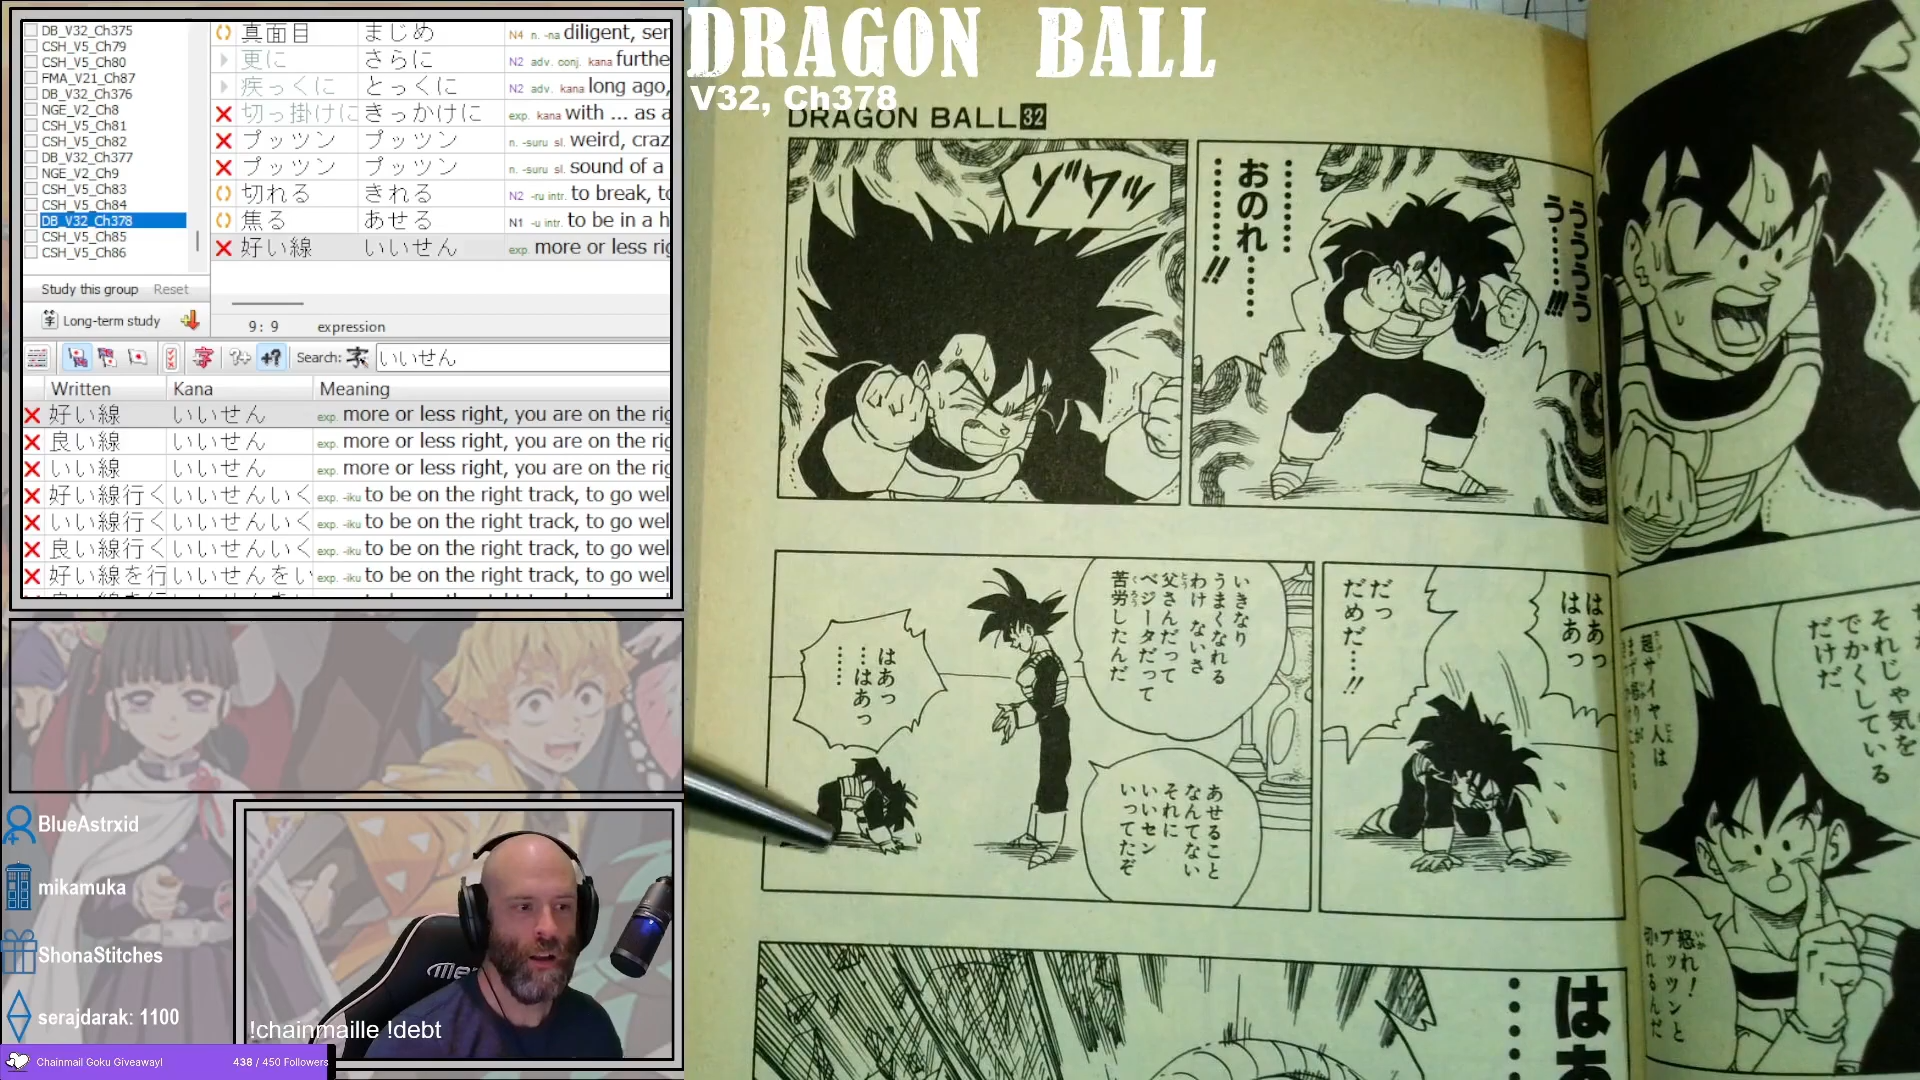 DB_V32_Ch375
CSH_V5_Ch79
CSH_V5_Ch80
FMA_V21_Ch87
DB_V32_Ch376
NGE_V2_Ch8
CSH_V5_Ch81
CSH_V5_Ch82
DB_V32_Ch377
NGE_V2_Ch9
CSH_V5_Ch83
CSH_V5_Ch84
DB_V32_Ch378
CSH_V5_Ch85
CSH_V5_Ch86
Study this group Reset
Long-term study
真面目 まじめ N4 n. -na diligent, ser
更に さらに N2 adv. conj. kana furthe
疾っくに とっくに N2 adv. kana long ago,
切っ掛けに きっかけに exp. kana with ... as a
プッツン プッツン n. -suru sl. weird, craz
プッツン プッツン n. -suru sl. sound of a
切れる きれる N2 -ru intr. to break, to
焦る あせる N1 -u intr. to be in a h
好い線 いいせん exp. more or less rig
9: 9 expression
Search: いいせん
Written Kana Meaning
好い線 いいせん exp. more or less right, you are on the rig
良い線 いいせん exp. more or less right, you are on the rig
いい線 いいせん exp. more or less right, you are on the rig
好い線行く いいせんいく exp. -iku to be on the right track, to go wel
いい線行く いいせんいく exp. -iku to be on the right track, to go wel
良い線行く いいせんいく exp. -iku to be on the right track, to go wel
好い線を行 いいせんをい exp. -iku to be on the right track, to go wel
BlueAstrxid
mikamuka
ShonaStitches
serajdarak: 1100
Chainmail Goku Giveaway! 438 / 450 Followers
!chainmaille !debt
DRAGON BALL
V32, Ch378
DRAGON BALL 32
それじゃ気を
でかくしている
だけだ
超サイヤ人は
怒れ!
プッツンと
切れるんだ
うううう
う……!!!
…………
おのれ……
…………!!
ゾワッ
はあっ
はあっ
だっ
だめだ…!!
いきなり
うまくなれる
わけ ないさ
父さんだって
ベジータだって
苦労したんだ
あせること
なんてない
それに
いいセン
いってたぞ
はあっ
……はあっ
……
はあ
……